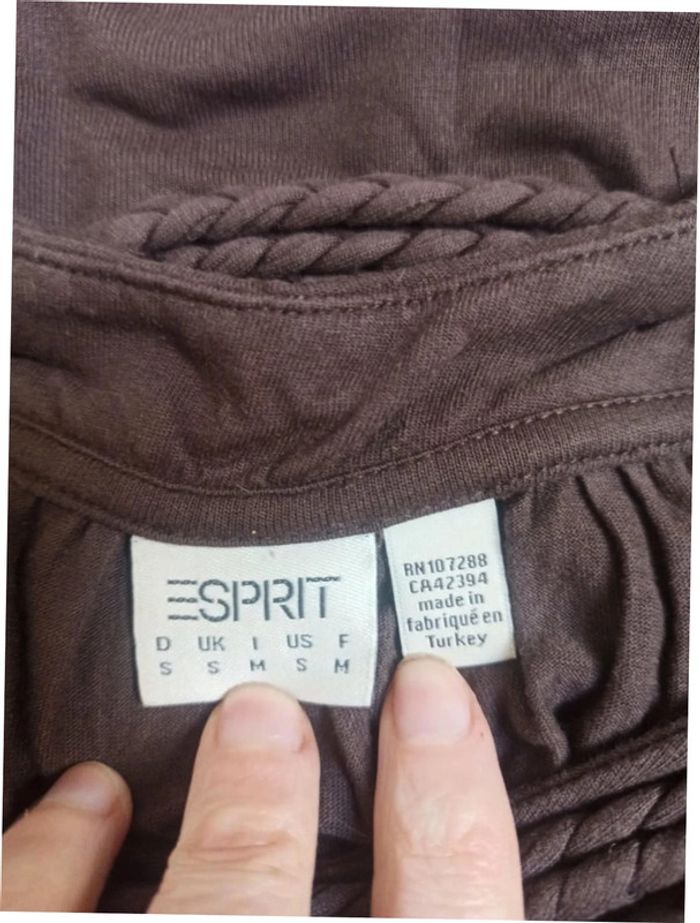 ESPRIT
D UK I US F
S S M S M
RN107288
CA42394
made in
fabriqué en
Turkey